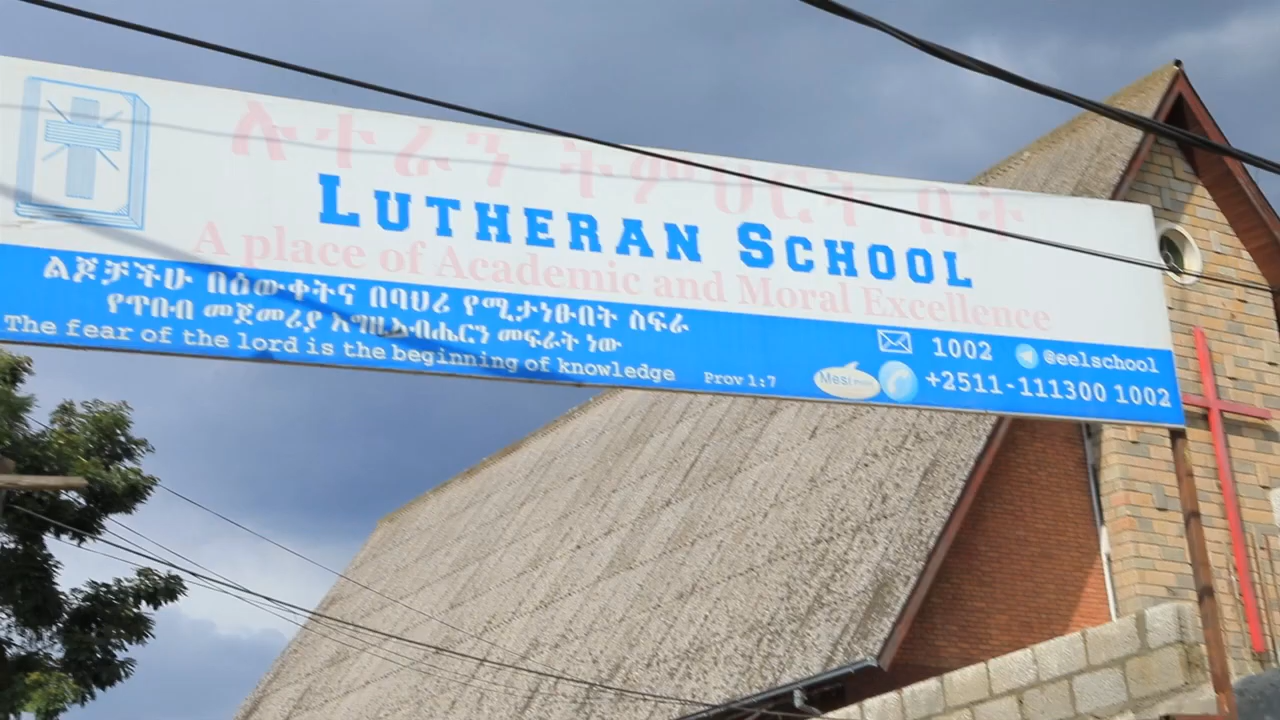 ሉተራን ትምህርት ቤት
LUTHERAN SCHOOL
A place of Academic and Moral Excellence
ልጆቻችሁ በዕውቀትና በባህሪ የሚታነፁበት ስፍራ
የጥበብ መጀመሪያ እግዚአብሔርን መፍራት ነው
The fear of the lord is the beginning of knowledge Prov 1:7
1002 @eelschool
Mesi +2511-111300 1002